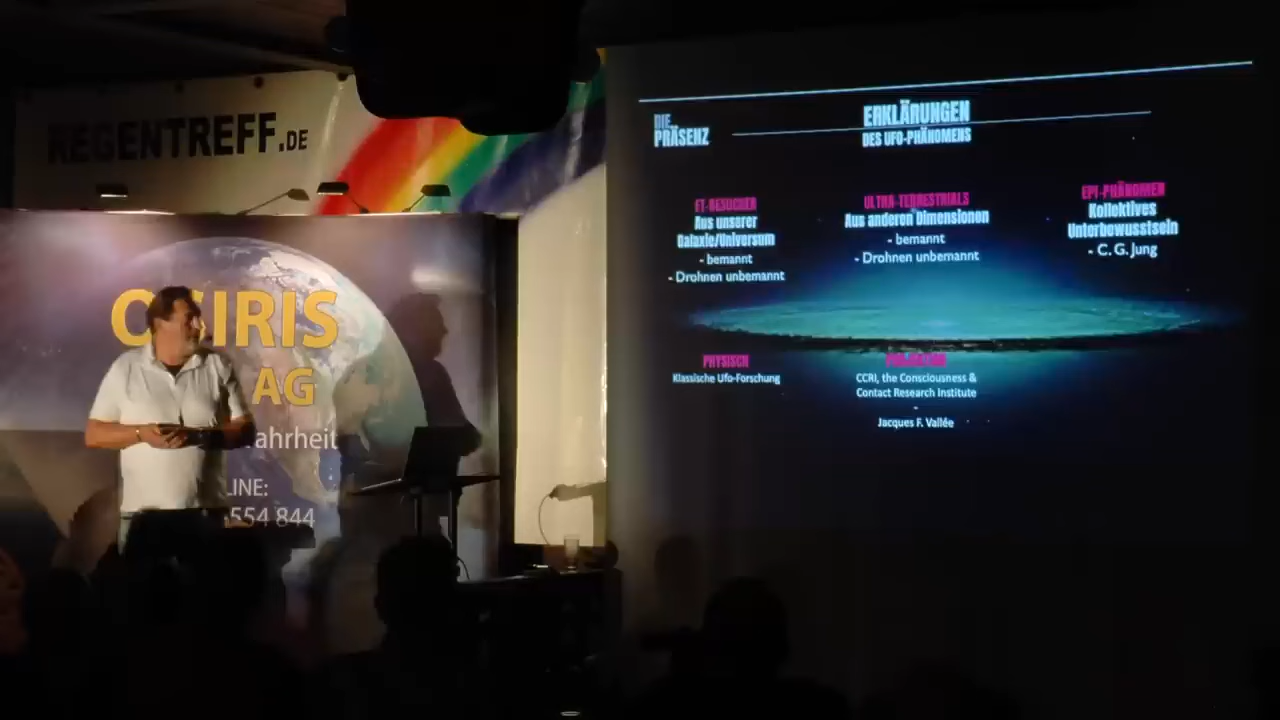 REGENTREFF.DE
OSIRIS
AG
ahrheit
LINE:
554 844
DIE
PRÄSENZ
ERKLÄRUNGEN
DES UFO-PHÄNOMENS
ET-BESUCHER
Aus unserer
Galaxie/Universum
- bemannt
- Drohnen unbemannt
ULTRA-TERRESTRIALS
Aus anderen Dimensionen
- bemannt
- Drohnen unbemannt
EPI-PHÄNOMEN
Kollektives
Unterbewusstsein
- C. G. Jung
PHYSISCH
Klassische Ufo-Forschung
CCRI, the Consciousness &
Contact Research Institute
-
Jacques F. Vallée